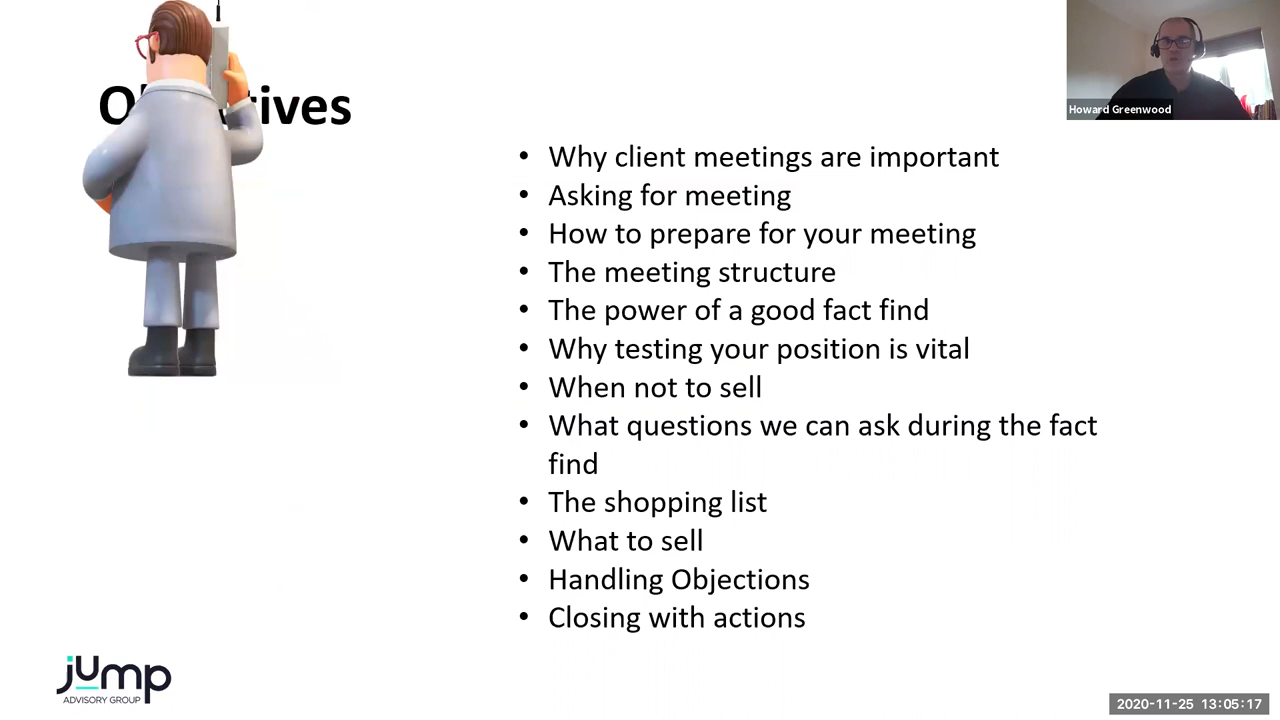 Howard Greenwood
• Why client meetings are important
• Asking for meeting
• How to prepare for your meeting
• The meeting structure
• The power of a good fact find
• Why testing your position is vital
• When not to sell
• What questions we can ask during the fact
find
• The shopping list
• What to sell
• Handling Objections
• Closing with actions
jump
ADVISORY GROUP
2020-11-25 13:05:17